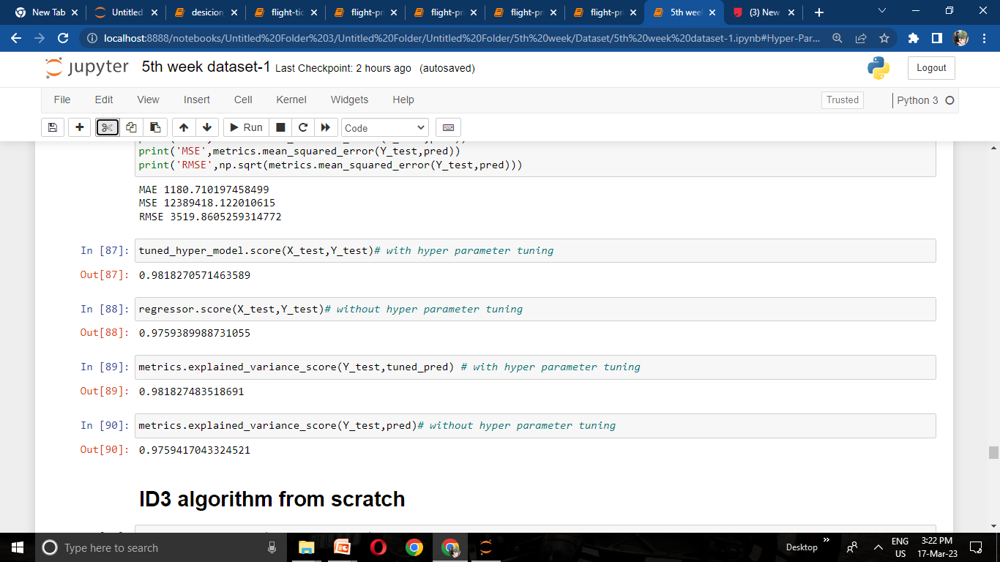 New Tab
Untitled
desicion
flight-tic
flight-pr
flight-pr
flight-pr
flight-pr
5th wee
(3) New
localhost:8888/notebooks/Untitled%20Folder%203/Untitled%20Folder/Untitled%20Folder/5th%20week/Dataset/5th%20week%20dataset-1.ipynb#Hyper-Par...
jupyter 5th week dataset-1 Last Checkpoint: 2 hours ago (autosaved)
Logout
File Edit View Insert Cell Kernel Widgets Help
Trusted Python 3
Run Code
print('MSE',metrics.mean_squared_error(Y_test,pred))
print('RMSE',np.sqrt(metrics.mean_squared_error(Y_test,pred)))
MAE 1180.710197458499
MSE 12389418.122010615
RMSE 3519.8605259314772
In [87]: tuned_hyper_model.score(X_test,Y_test)# with hyper parameter tuning
Out[87]: 0.9818270571463589
In [88]: regressor.score(X_test,Y_test)# without hyper parameter tuning
Out[88]: 0.9759389988731055
In [89]: metrics.explained_variance_score(Y_test,tuned_pred) # with hyper parameter tuning
Out[89]: 0.981827483518691
In [90]: metrics.explained_variance_score(Y_test,pred)# without hyper parameter tuning
Out[90]: 0.9759417043324521
ID3 algorithm from scratch
Type here to search
Desktop
ENG
US
3:22 PM
17-Mar-23